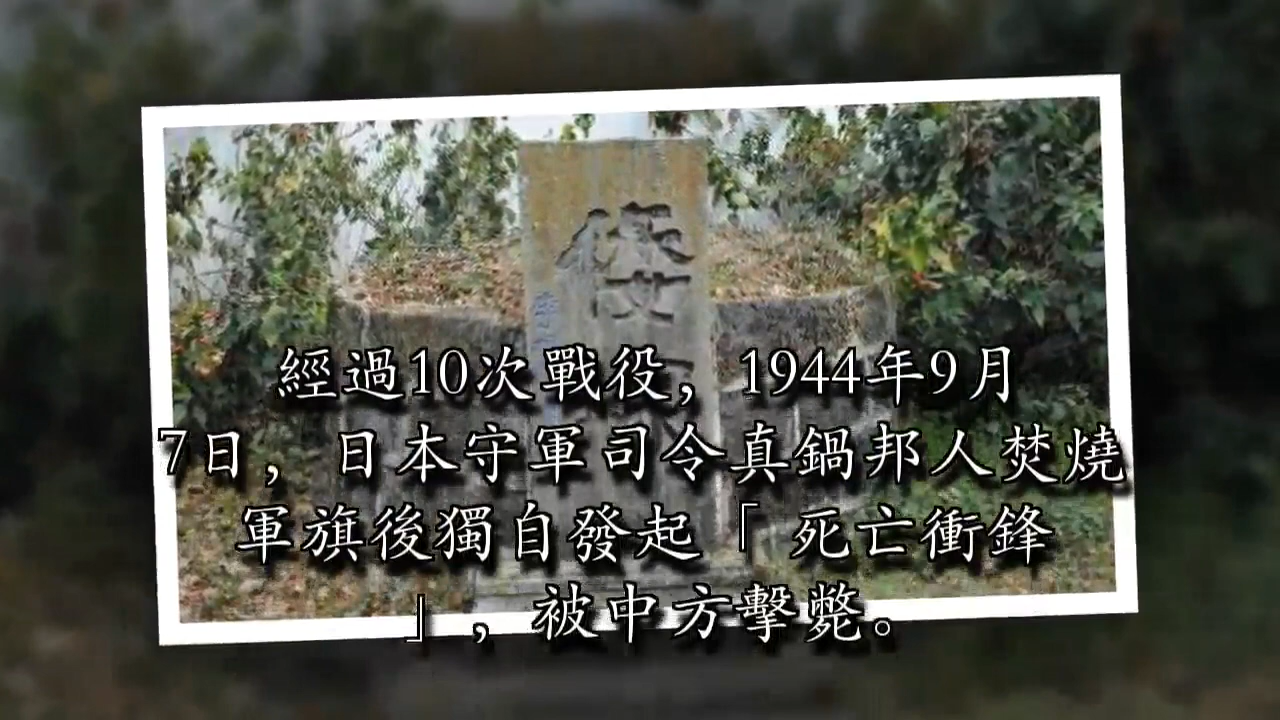 經過10次戰役，1944年9月
7日，日本守軍司令真鍋邦人焚燒
軍旗後獨自發起「死亡衝鋒
」，被中方擊斃。